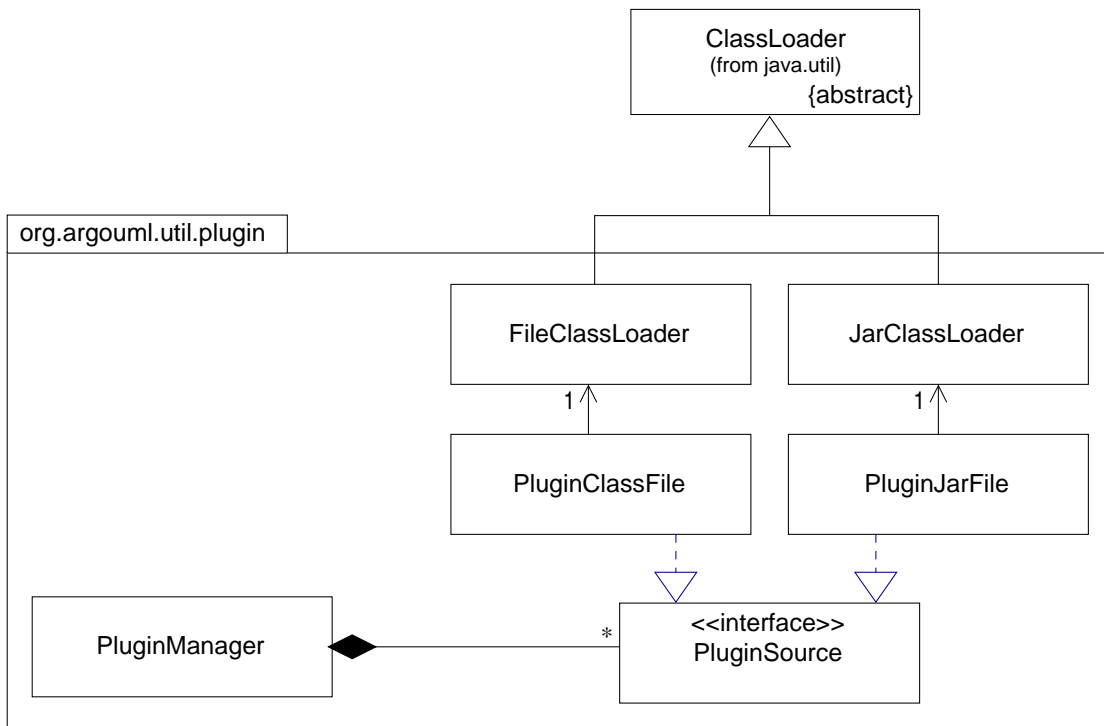 ClassLoader
(from java.util)
{abstract}
org.argouml.util.plugin
FileClassLoader
JarClassLoader
1
1
PluginClassFile
PluginJarFile
PluginManager
*
<<interface>>
PluginSource